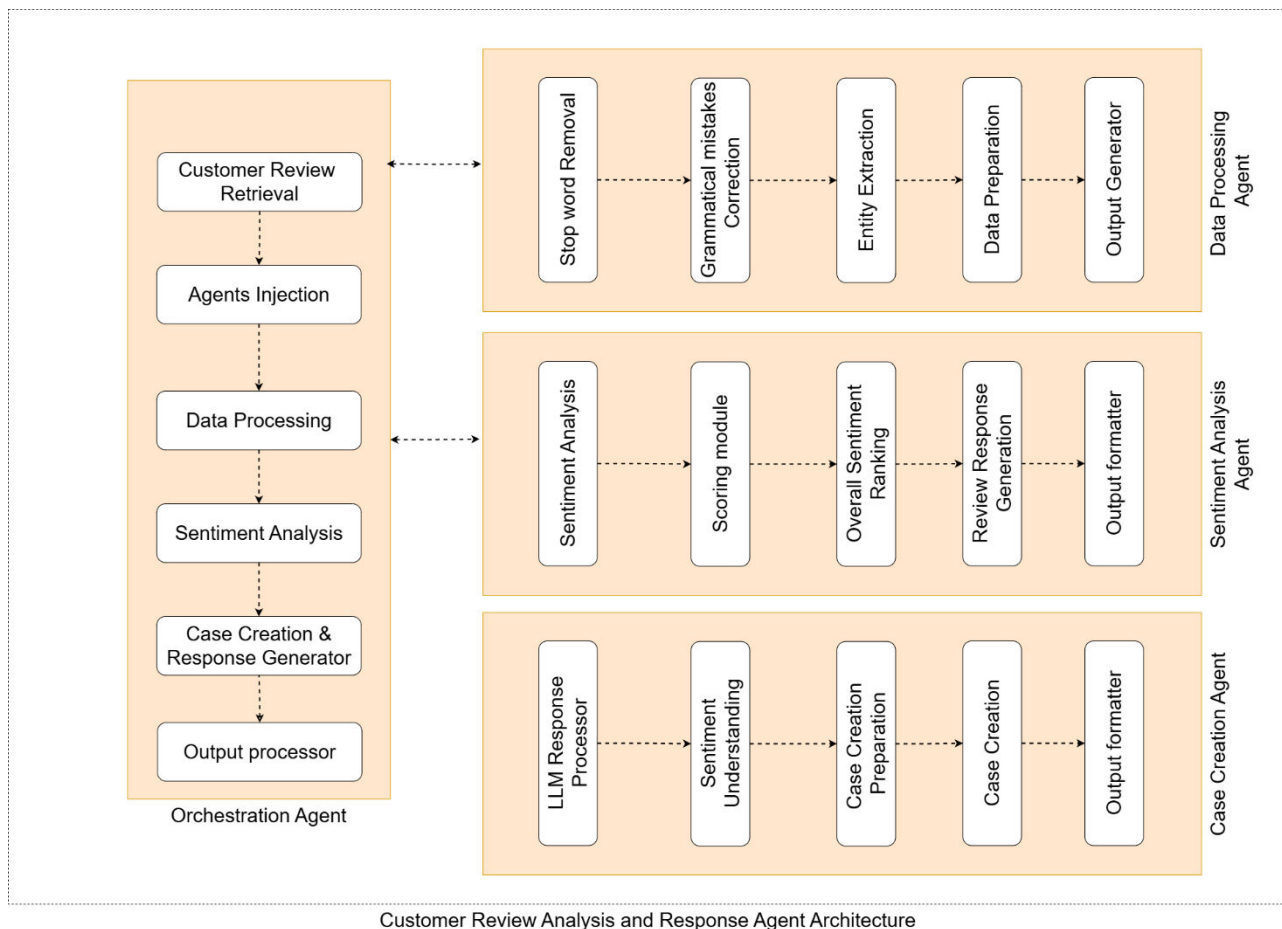 Customer Review
Retrieval
Agents Injection
Data Processing
Sentiment Analysis
Case Creation &
Response Generator
Output processor
Orchestration Agent
Stop word Removal
Grammatical mistakes
Correction
Entity Extraction
Data Preparation
Output Generator
Data Processing
Agent
Sentiment Analysis
Scoring module
Overall Sentiment
Ranking
Review Response
Generation
Output formatter
Sentiment Analysis
Agent
LLM Response
Processor
Sentiment
Understanding
Case Creation
Preparation
Case Creation
Output formatter
Case Creation Agent
Customer Review Analysis and Response Agent Architecture